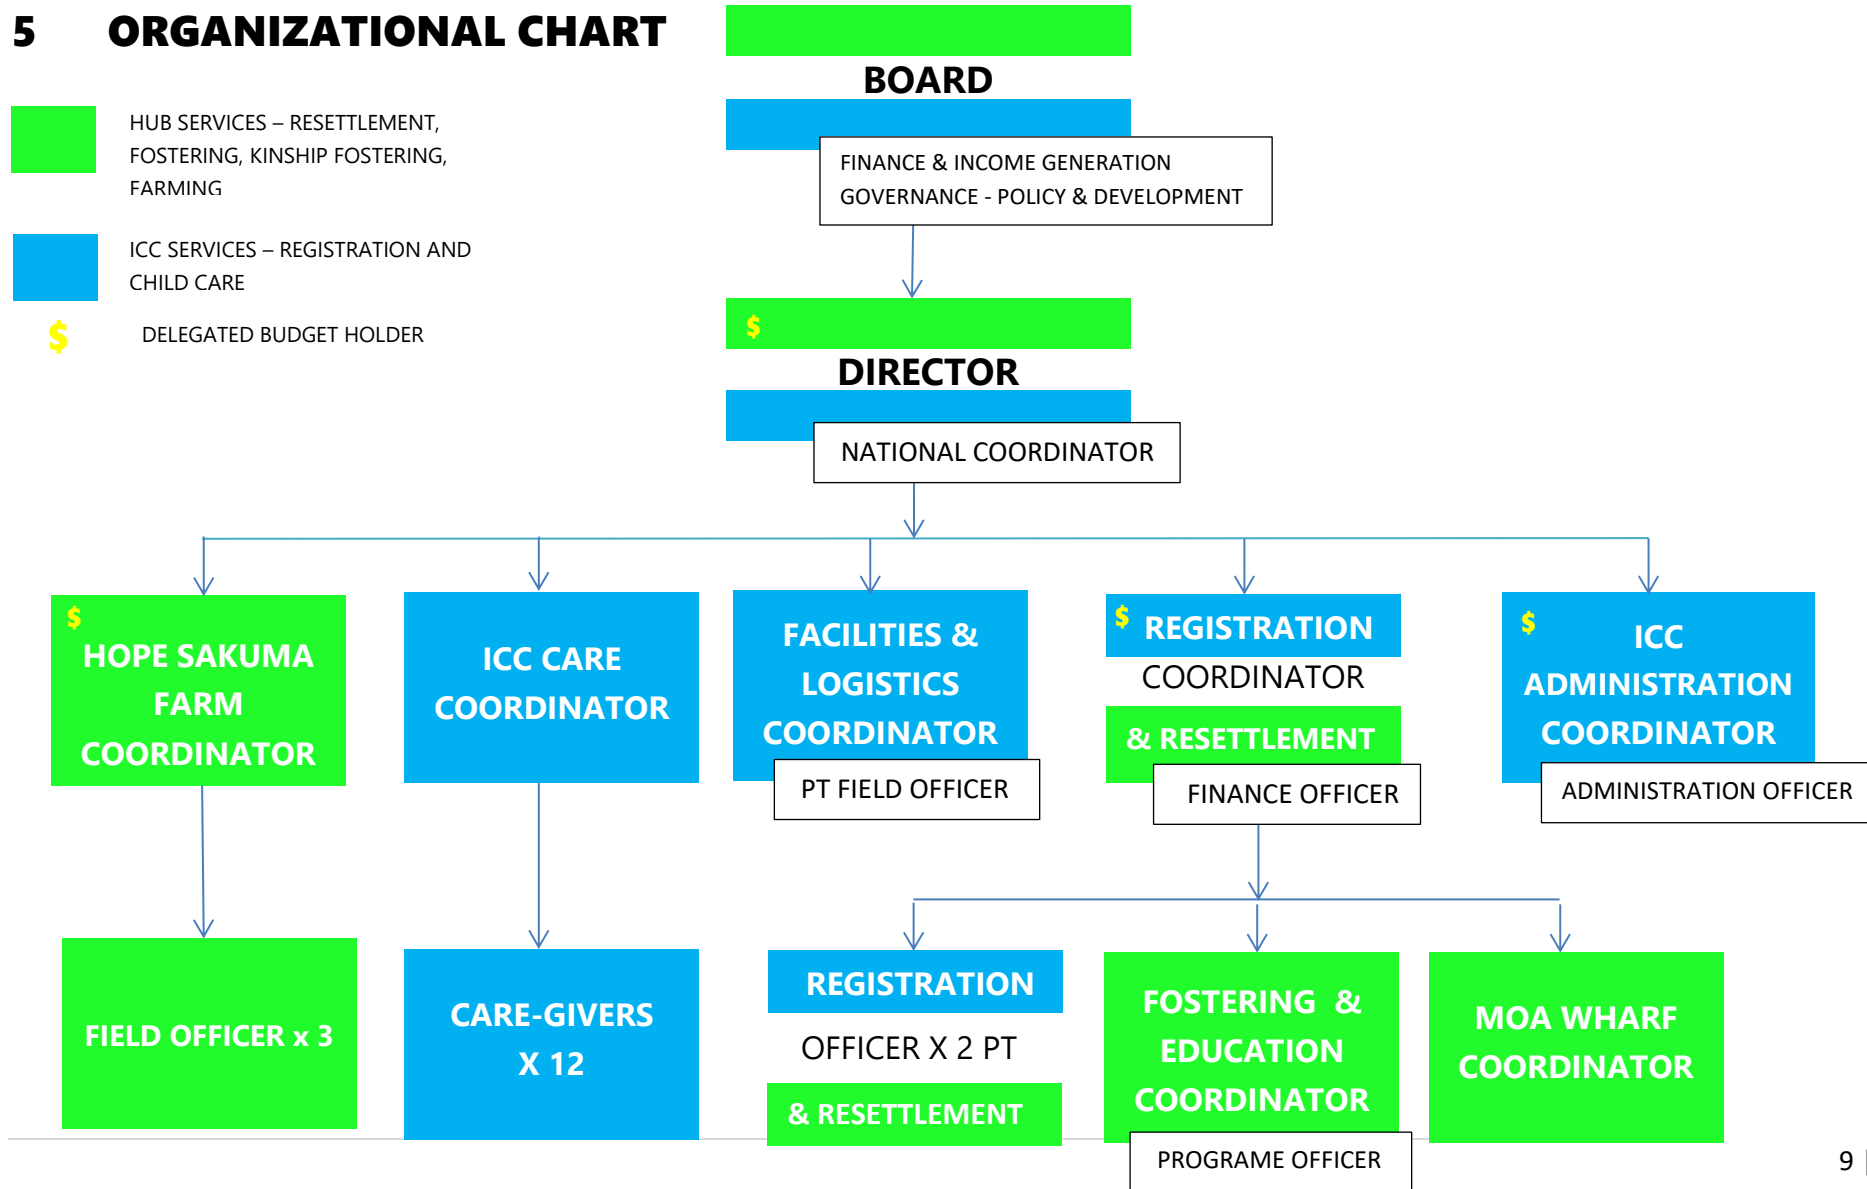 5 ORGANIZATIONAL CHART
BOARD
HUB SERVICES – RESETTLEMENT,
FOSTERING, KINSHIP FOSTERING,
FARMING
FINANCE & INCOME GENERATION
GOVERNANCE - POLICY & DEVELOPMENT
ICC SERVICES – REGISTRATION AND
CHILD CARE
$ DELEGATED BUDGET HOLDER
$
DIRECTOR
NATIONAL COORDINATOR
$
HOPE SAKUMA
FARM
COORDINATOR
ICC CARE
COORDINATOR
FACILITIES &
LOGISTICS
COORDINATOR
PT FIELD OFFICER
$ REGISTRATION
COORDINATOR
& RESETTLEMENT
FINANCE OFFICER
$ ICC
ADMINISTRATION
COORDINATOR
ADMINISTRATION OFFICER
FIELD OFFICER x 3
CARE-GIVERS
X 12
REGISTRATION
OFFICER X 2 PT
& RESETTLEMENT
FOSTERING &
EDUCATION
COORDINATOR
PROGRAME OFFICER
MOA WHARF
COORDINATOR
9 |